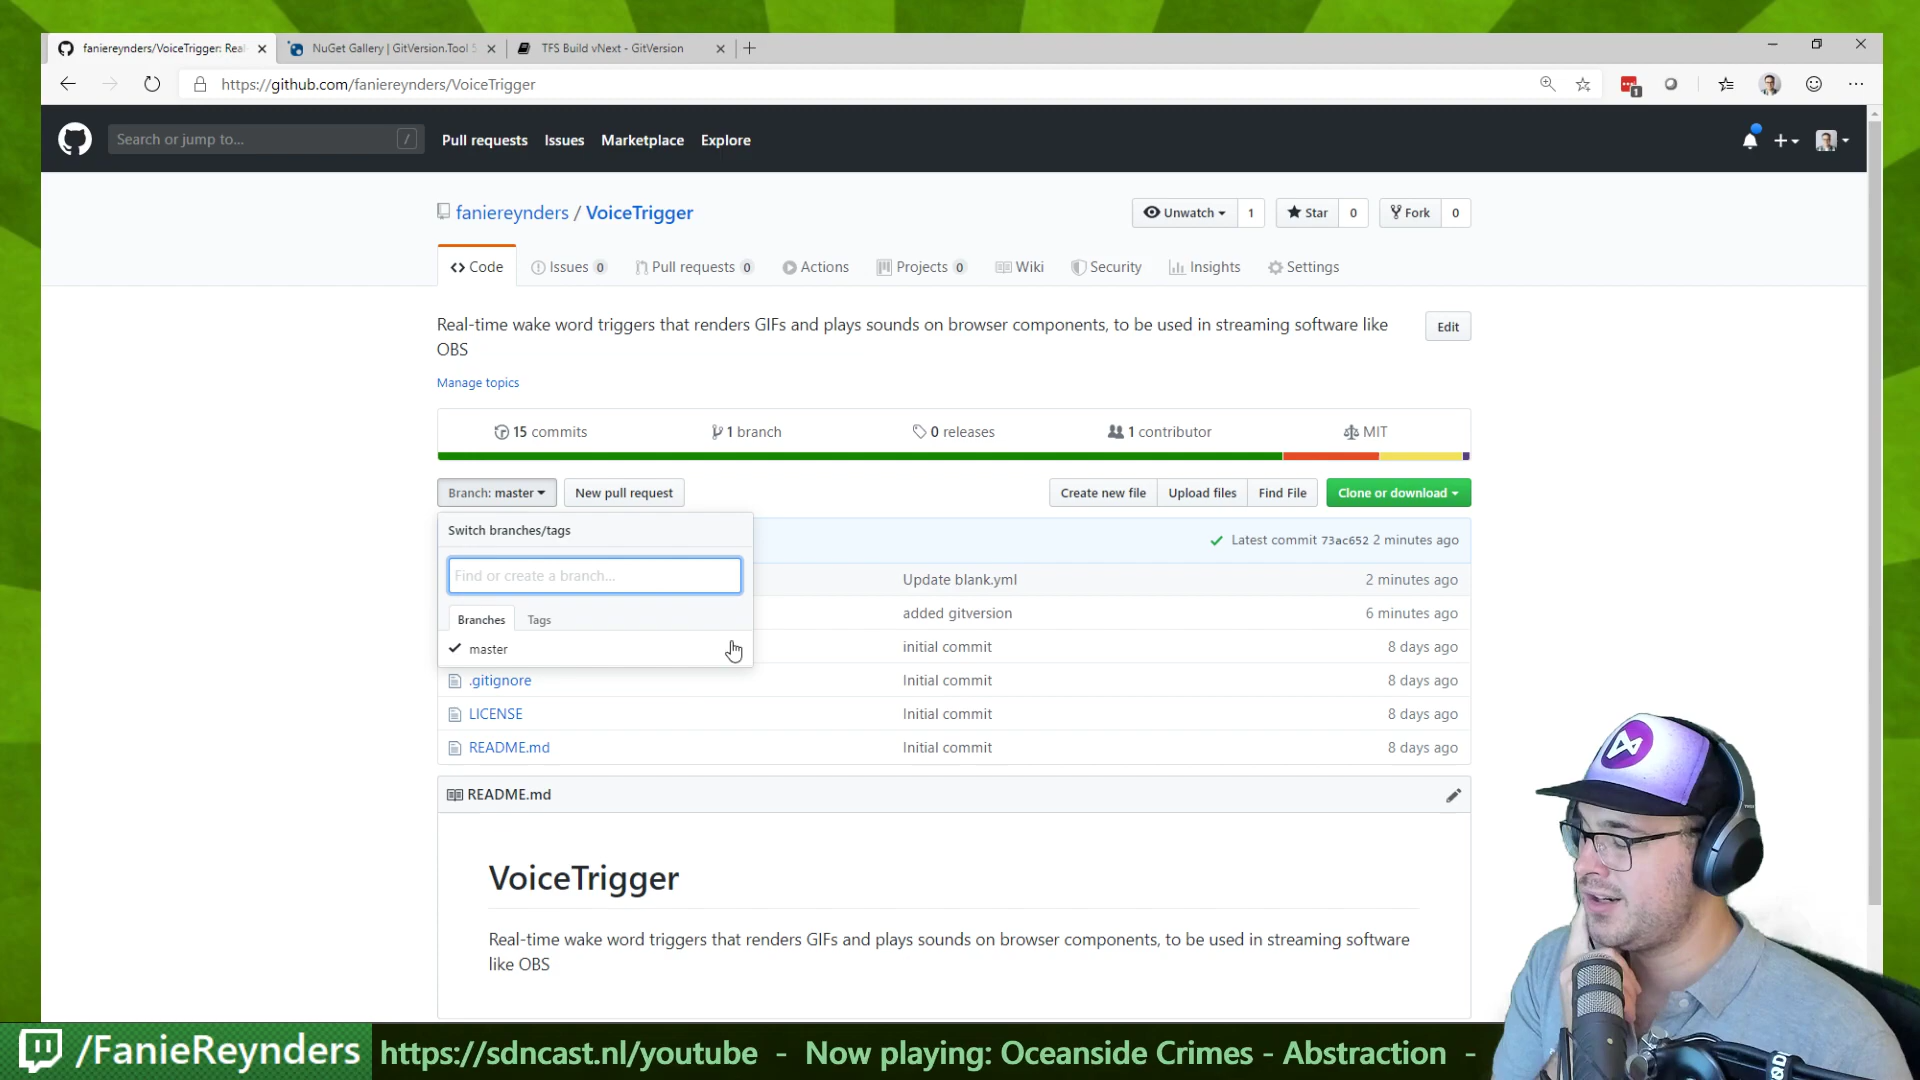 faniereynders/VoiceTrigger: Rea
NuGet Gallery | GitVersion.Tool 5
TFS Build vNext - GitVersion
https://github.com/faniereynders/VoiceTrigger
1
Search or jump to... /
Pull requests Issues Marketplace Explore
faniereynders / VoiceTrigger
Unwatch 1 Star 0 Fork 0
Code Issues 0 Pull requests 0 Actions Projects 0 Wiki Security Insights Settings
Real-time wake word triggers that renders GIFs and plays sounds on browser components, to be used in streaming software like
OBS
Edit
Manage topics
15 commits 1 branch 0 releases 1 contributor MIT
Branch: master New pull request Create new file Upload files Find File Clone or download
Switch branches/tags
Find or create a branch...
Branches Tags
master
Latest commit 73ac652 2 minutes ago
Update blank.yml 2 minutes ago
added gitversion 6 minutes ago
initial commit 8 days ago
.gitignore Initial commit 8 days ago
LICENSE Initial commit 8 days ago
README.md Initial commit 8 days ago
README.md
VoiceTrigger
Real-time wake word triggers that renders GIFs and plays sounds on browser components, to be used in streaming software
like OBS
/FanieReynders https://sdncast.nl/youtube - Now playing: Oceanside Crimes - Abstraction -